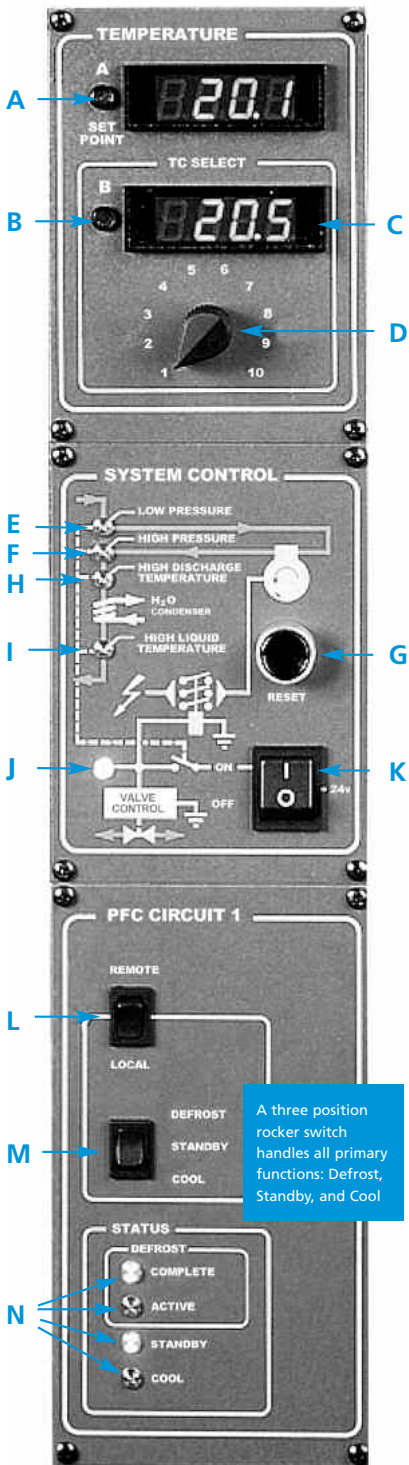 TEMPERATURE
A
A
20.1
SET
POINT
TC SELECT
B
B
20.5
C
5 6
4 7
3 8
2 9
1 10
D
SYSTEM CONTROL
E
LOW PRESSURE
F
HIGH PRESSURE
H
HIGH DISCHARGE
TEMPERATURE
H2O
CONDENSER
I
HIGH LIQUID
TEMPERATURE
G
RESET
J
ON
I
O
24v
K
VALVE
CONTROL
OFF
PFC CIRCUIT 1
REMOTE
L
LOCAL
DEFROST
M
STANDBY
COOL
A three position
rocker switch
handles all primary
functions: Defrost,
Standby, and Cool
STATUS
DEFROST
COMPLETE
N
ACTIVE
STANDBY
COOL